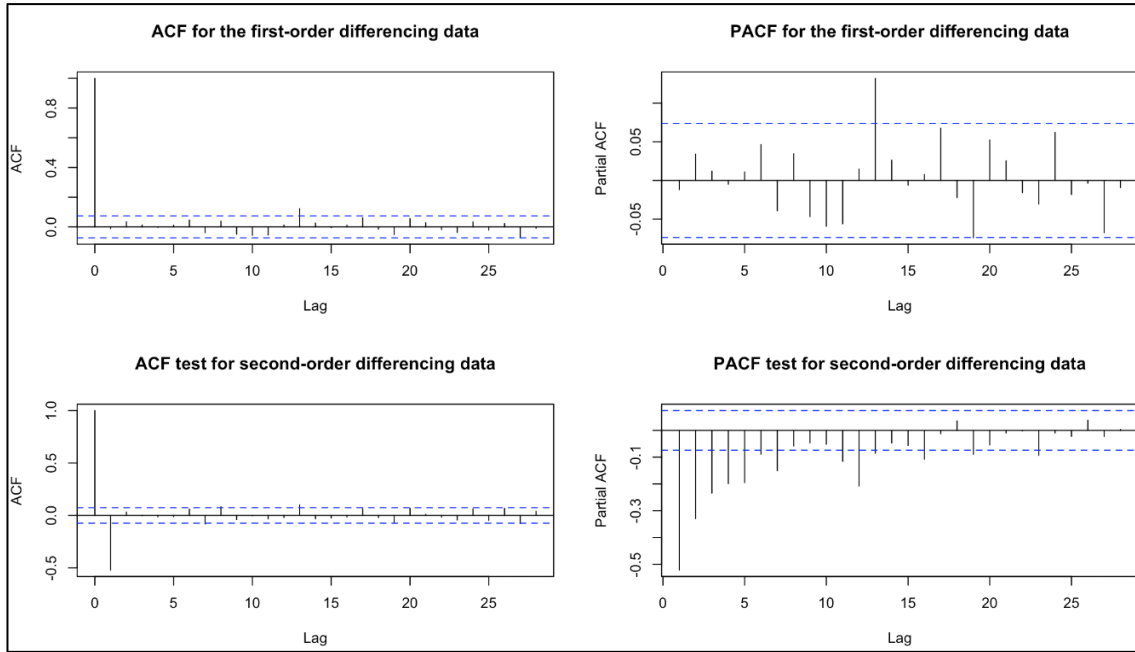 ACF for the first-order differencing data
ACF
0.0 0.4 0.8
0 5 10 15 20 25
Lag
PACF for the first-order differencing data
Partial ACF
-0.05 0.05
0 5 10 15 20 25
Lag
ACF test for second-order differencing data
ACF
-0.5 0.0 0.5 1.0
0 5 10 15 20 25
Lag
PACF test for second-order differencing data
Partial ACF
-0.5 -0.3 -0.1
0 5 10 15 20 25
Lag